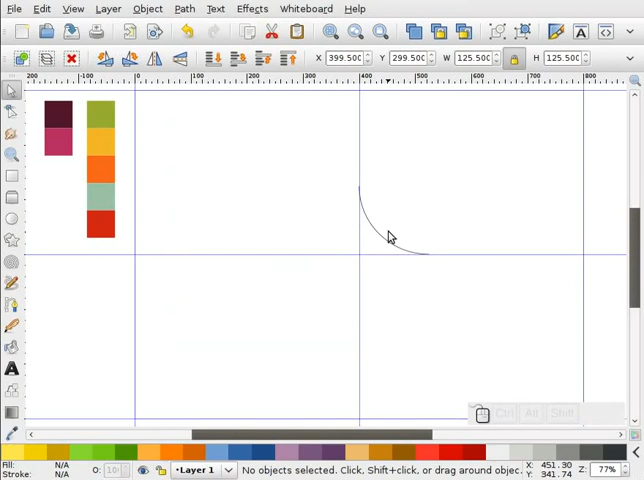 File Edit View Layer Object Path Text Effects Whiteboard Help
X 399.500 Y 299.500 W 125.500 H 125.500
200 -100 0 100 200 300 400 500 600 700 800
Ctrl Alt Shift
Fill: N/A O: Layer 1 No objects selected. Click, Shift+click, or drag around objec. X: 451.30 Z: 77%
Stroke: N/A Y: 341.74